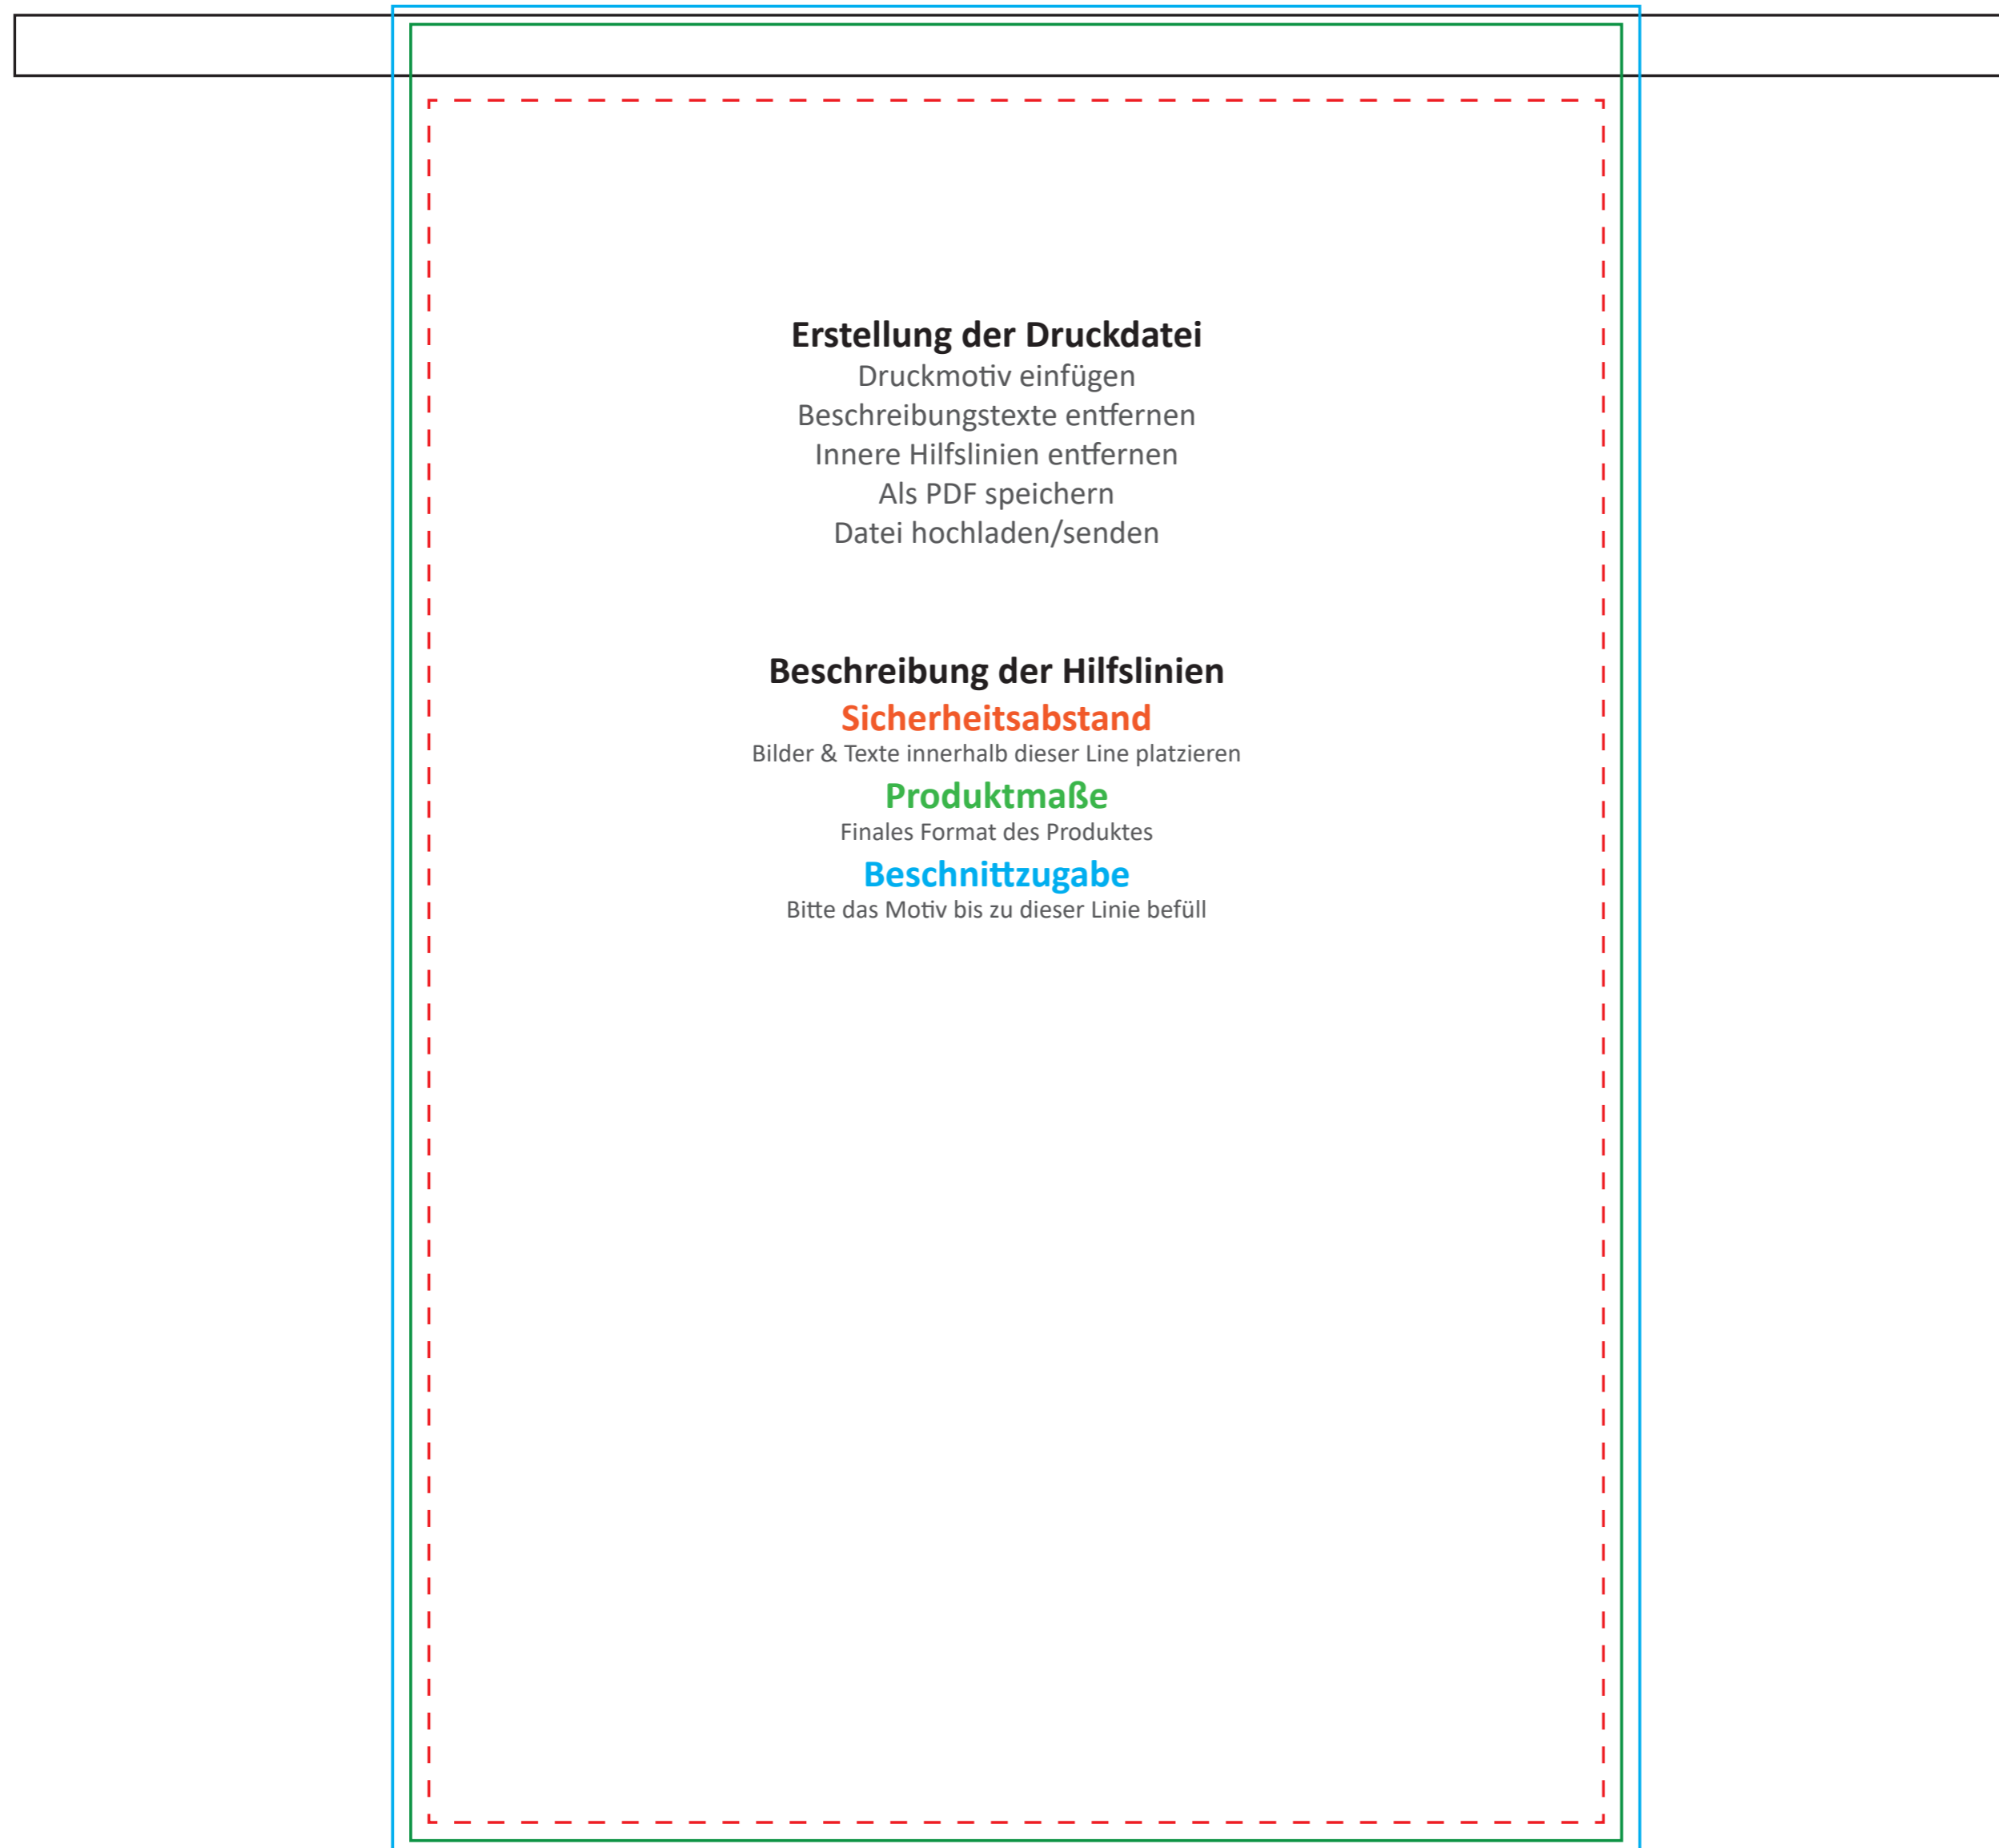 Erstellung der Druckdatei
Druckmotiv einfügen
Beschreibungstexte entfernen
Innere Hilfslinien entfernen
Als PDF speichern
Datei hochladen/senden
Beschreibung der Hilfslinien
Sicherheitsabstand
Bilder & Texte innerhalb dieser Line platzieren
Produktmaße
Finales Format des Produktes
Beschnittzugabe
Bitte das Motiv bis zu dieser Linie befüll